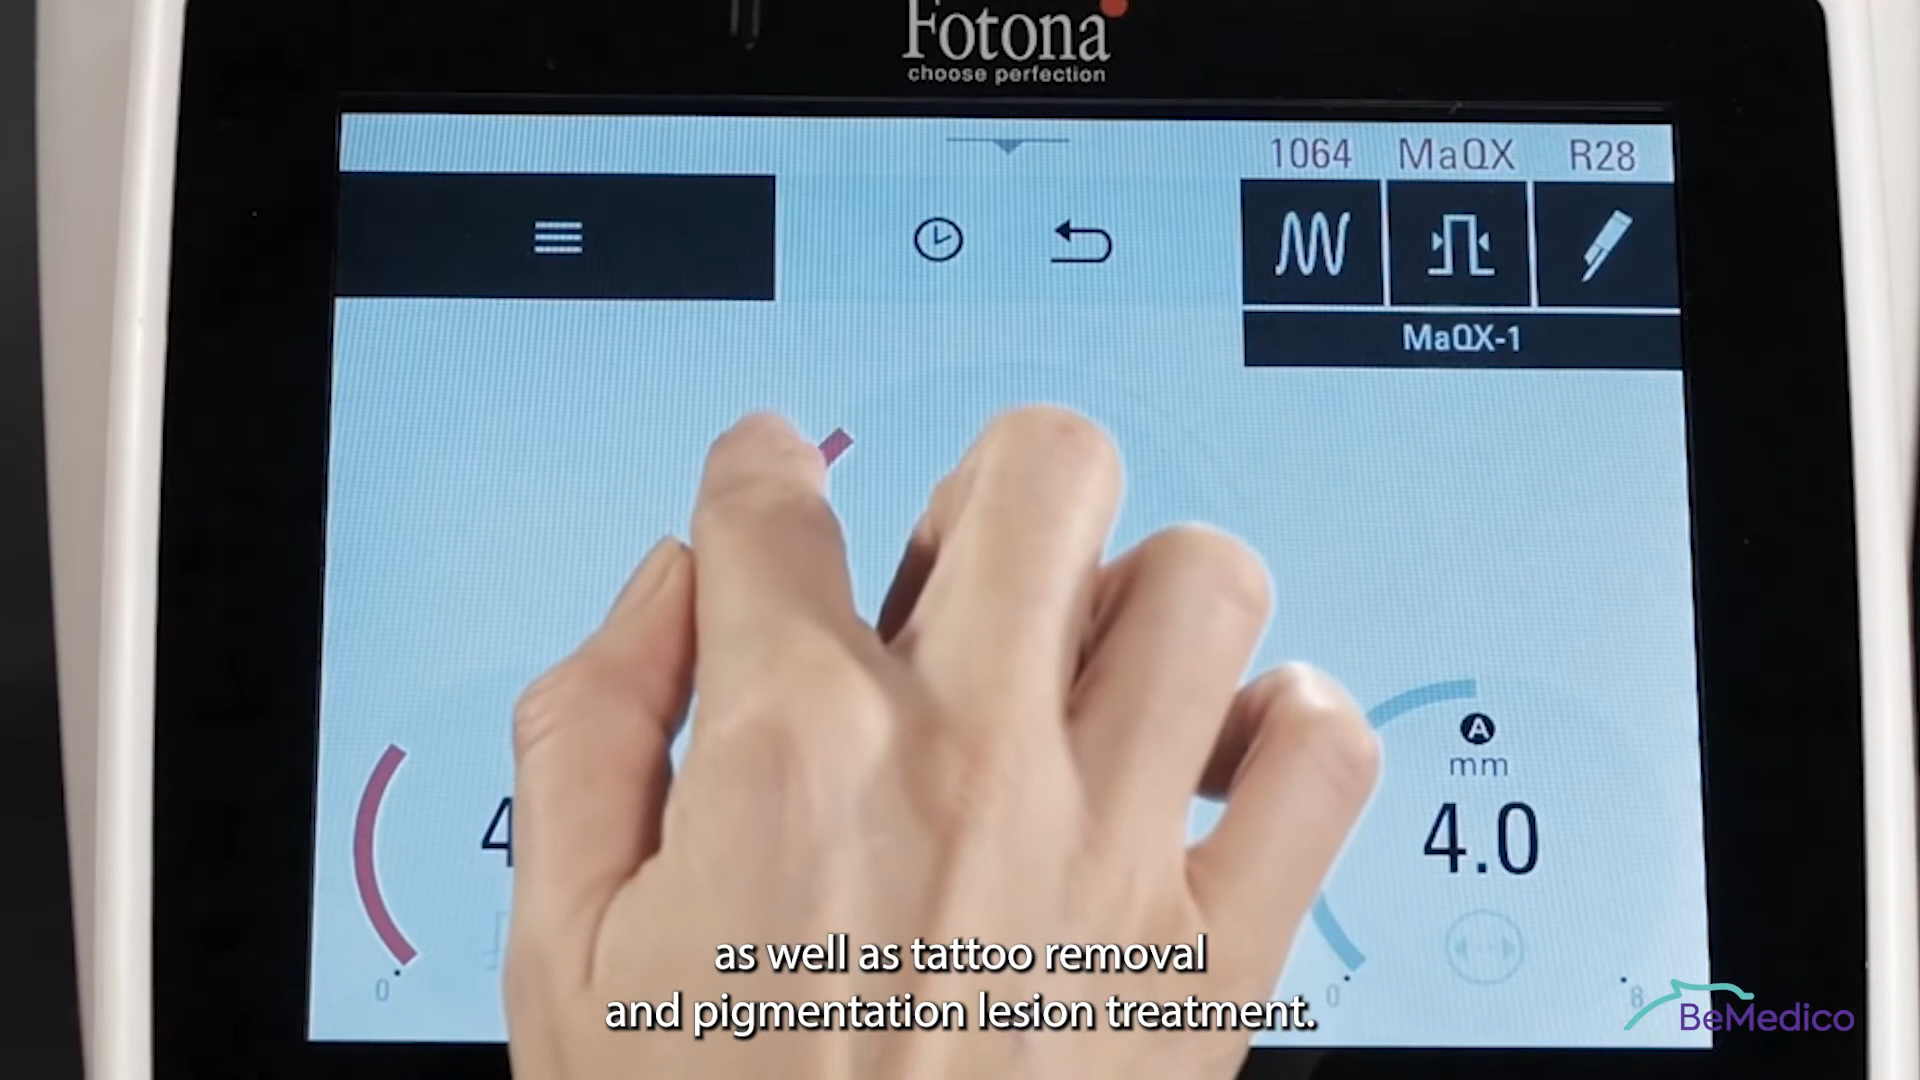 Fotona
choose perfection
1064 MaQX R28
MaQX-1
A
mm
4
4.0
0
0
8
as well as tattoo removal
and pigmentation lesion treatment.
BeMedico